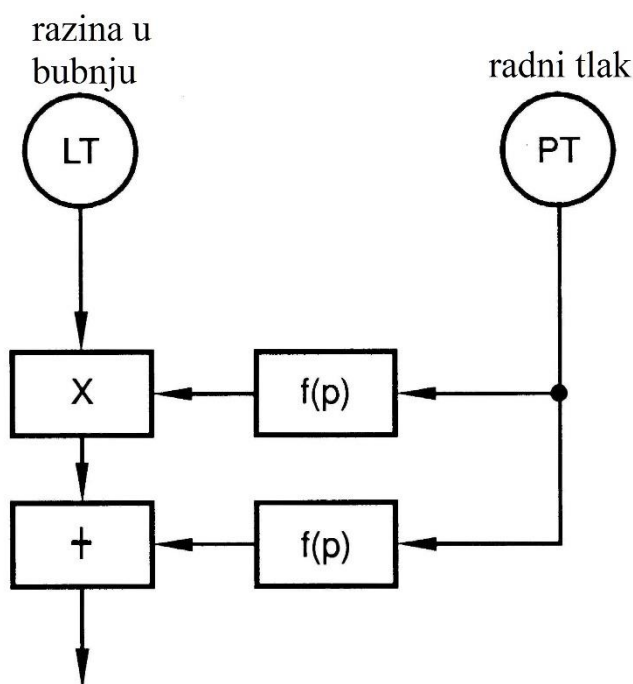 razina u
bubnju
radni tlak
LT
PT
X
f(p)
+
f(p)